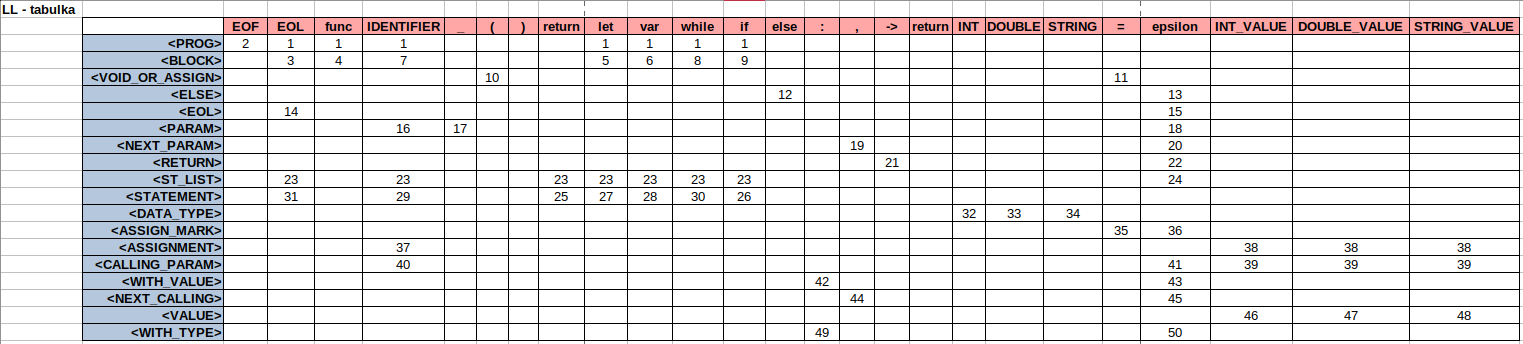 LL - tabulka
EOF EOL func IDENTIFIER _ ( ) return let var while if else : , -> return INT DOUBLE STRING = epsilon INT_VALUE DOUBLE_VALUE STRING_VALUE
<PROG> 2 1 1 1 1 1 1 1
<BLOCK> 3 4 7 5 6 8 9
<VOID_OR_ASSIGN> 10 11
<ELSE> 12 13
<EOL> 14 15
<PARAM> 16 17 18
<NEXT_PARAM> 19 20
<RETURN> 21 22
<ST_LIST> 23 23 23 23 23 23 23 24
<STATEMENT> 31 29 25 27 28 30 26
<DATA_TYPE> 32 33 34
<ASSIGN_MARK> 35 36
<ASSIGNMENT> 37 38 38 38
<CALLING_PARAM> 40 41 39 39 39
<WITH_VALUE> 42 43
<NEXT_CALLING> 44 45
<VALUE> 46 47 48
<WITH_TYPE> 49 50